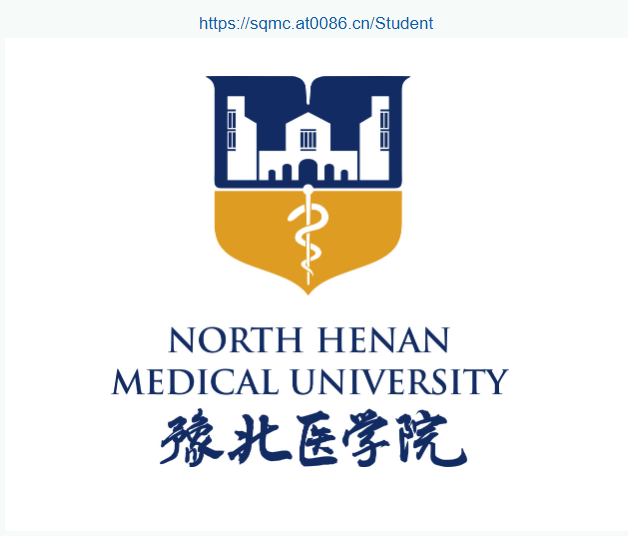 https://sqmc.at0086.cn/Student
NORTH HENAN
MEDICAL UNIVERSITY
豫北医学院